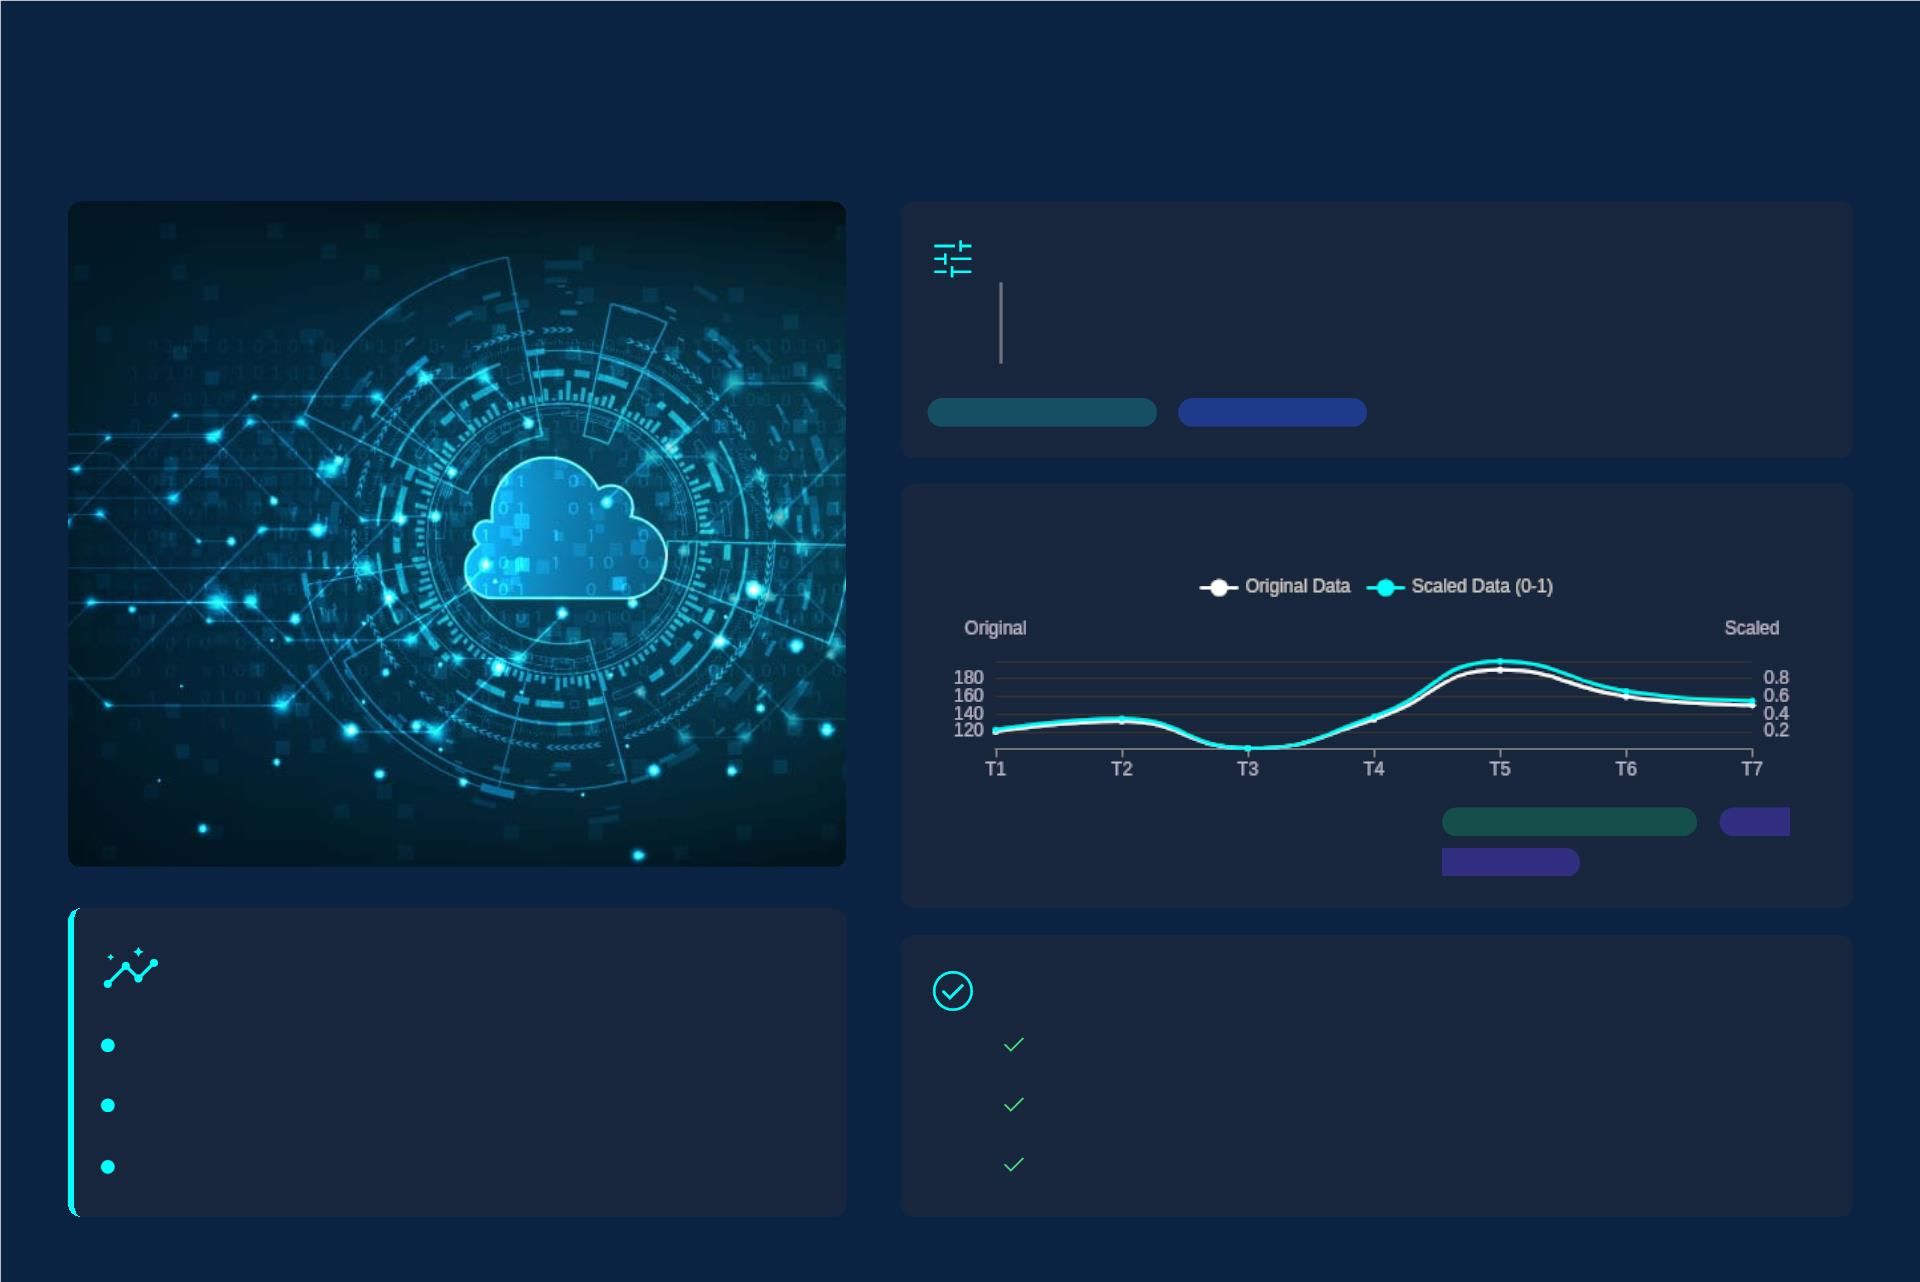 Original Data Scaled Data (0-1)
Original Scaled
180 0.8
160 0.6
140 0.4
120 0.2
T1 T2 T3 T4 T5 T6 T7